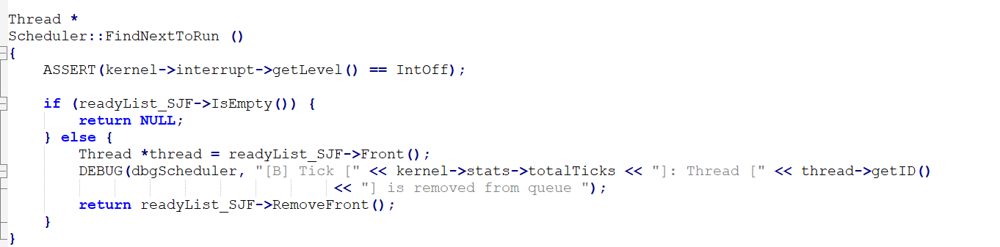 Thread *
Scheduler::FindNextToRun ()
{
    ASSERT(kernel->interrupt->getLevel() == IntOff);
    if (readyList_SJF->IsEmpty()) {
        return NULL;
    } else {
        Thread *thread = readyList_SJF->Front();
        DEBUG(dbgScheduler, "[B] Tick [" << kernel->stats->totalTicks << "]: Thread [" << thread->getID()
                                     << "] is removed from queue ");
        return readyList_SJF->RemoveFront();
    }
}